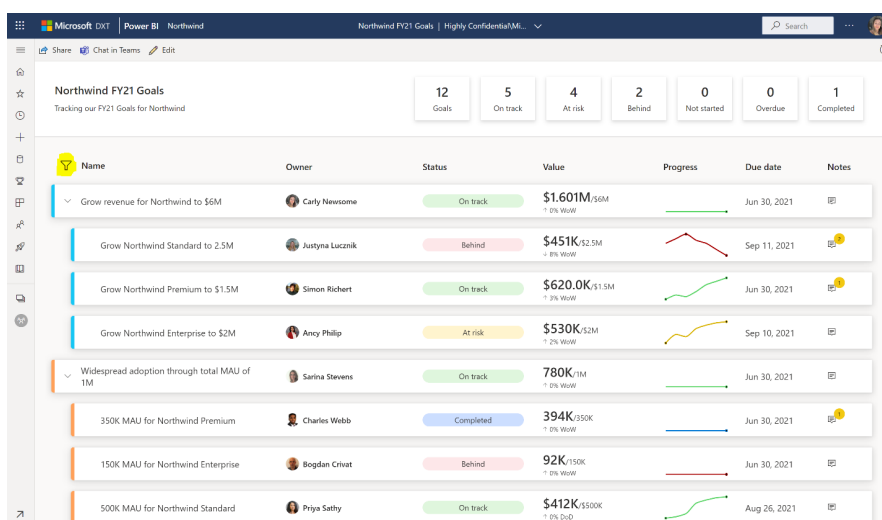 Microsoft DXT Power BI Northwind Northwind FY21 Goals | Highly Confidential\Mi... Search ...
Share Chat in Teams Edit
Northwind FY21 Goals
Tracking our FY21 Goals for Northwind
12 5 4 2 0 0 1
Goals On track At risk Behind Not started Overdue Completed
Name Owner Status Value Progress Due date Notes
Grow revenue for Northwind to $6M Carly Newsome On track $1.601M/$6M Jun 30, 2021
↑ 0% WoW
Grow Northwind Standard to 2.5M Justyna Lucznik Behind $451K/$2.5M Sep 11, 2021
↓ 8% WoW
Grow Northwind Premium to $1.5M Simon Richert On track $620.0K/$1.5M Jun 30, 2021 1
↑ 3% WoW
Grow Northwind Enterprise to $2M Ancy Philip At risk $530K/$2M Sep 10, 2021
↑ 2% WoW
Widespread adoption through total MAU of
1M Sarina Stevens On track 780K/1M Jun 30, 2021
↑ 0% WoW
350K MAU for Northwind Premium Charles Webb Completed 394K/350K Jun 30, 2021 1
↑ 0% WoW
150K MAU for Northwind Enterprise Bogdan Crivat Behind 92K/150K Jun 30, 2021
↑ 0% WoW
500K MAU for Northwind Standard Priya Sathy On track $412K/$500K Aug 26, 2021
↑ 0% DoD